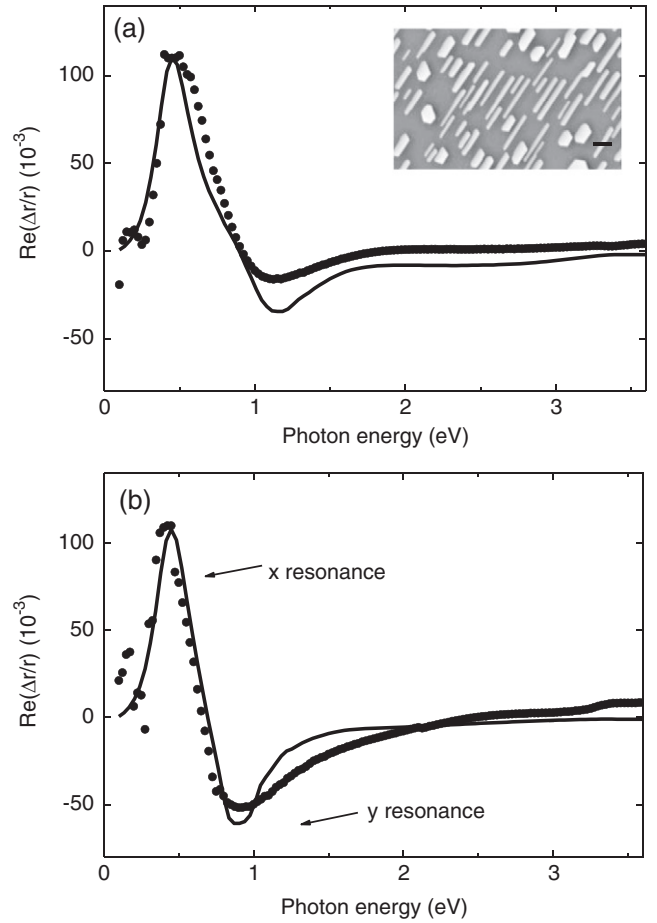 (a)
100
50
0
-50
Re(Δr/r) (10⁻³)
0
1
2
3
Photon energy (eV)
(b)
100
50
0
-50
Re(Δr/r) (10⁻³)
x resonance
y resonance
0
1
2
3
Photon energy (eV)